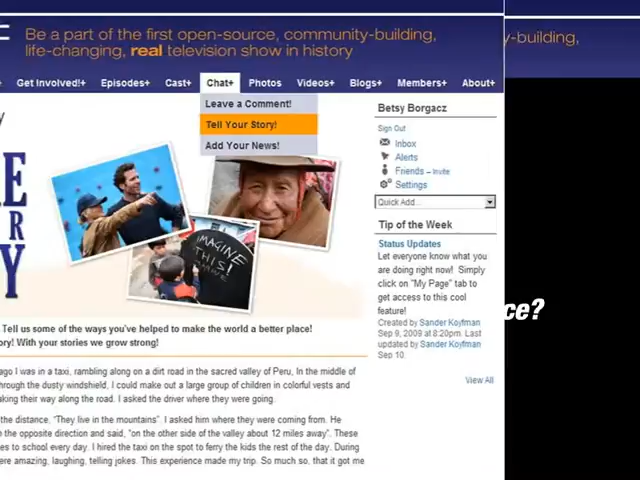 Be a part of the first open-source, community-building,
life-changing, real television show in history
y-building,
Get Involved!+ Episodes+ Cast+ Chat+ Photos Videos+ Blogs+ Members+ About+
Leave a Comment!
Tell Your Story!
Add Your News!
Betsy Borgacz
Sign Out
Inbox
Alerts
Friends – Invite
Settings
Quick Add...
Tip of the Week
Status Updates
Let everyone know what you
are doing right now! Simply
click on "My Page" tab to
get access to this cool
feature!
Created by Sander Koyfman
Sep 9, 2009 at 8:20pm. Last
updated by Sander Koyfman
Sep 10.
View All
y
E
R
Y
IMAGINE
THIS!
ce?
Tell us some of the ways you've helped to make the world a better place!
ory! With your stories we grow strong!
ago I was in a taxi, rambling along on a dirt road in the sacred valley of Peru, In the middle of
hrough the dusty windshield, I could make out a large group of children in colorful vests and
aking their way along the road. I asked the driver where they were going.
the distance, "They live in the mountains" I asked him where they were coming from. He
n the opposite direction and said, "on the other side of the valley about 12 miles away". These
es to school every day. I hired the taxi on the spot to ferry the kids the rest of the day. During
ere amazing, laughing, telling jokes. This experience made my trip. So much so, that it got me